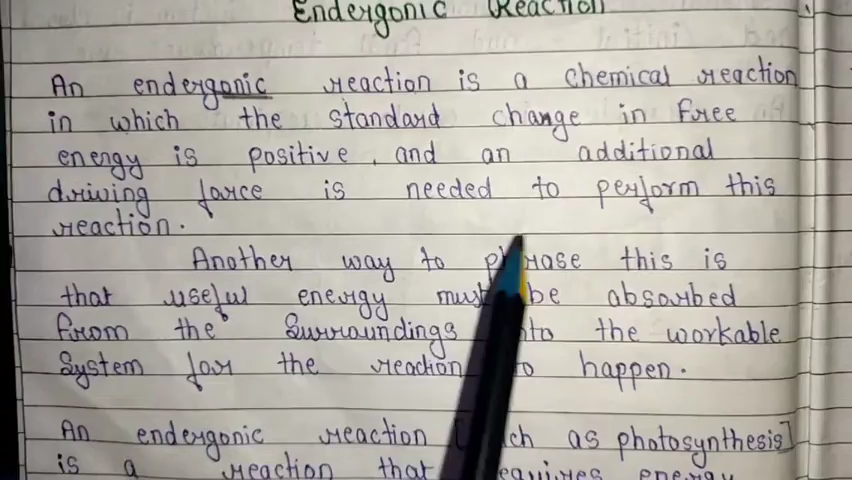 Endergonic Reaction
An endergonic reaction is a chemical reaction
in which the standard change in free
energy is positive, and an additional
driving force is needed to perform this
reaction.
Another way to phrase this is
that useful energy must be absorbed
from the Surroundings into the workable
System for the reaction to happen.
An endergonic reaction [such as photosynthesis]
is a reaction that requires energy